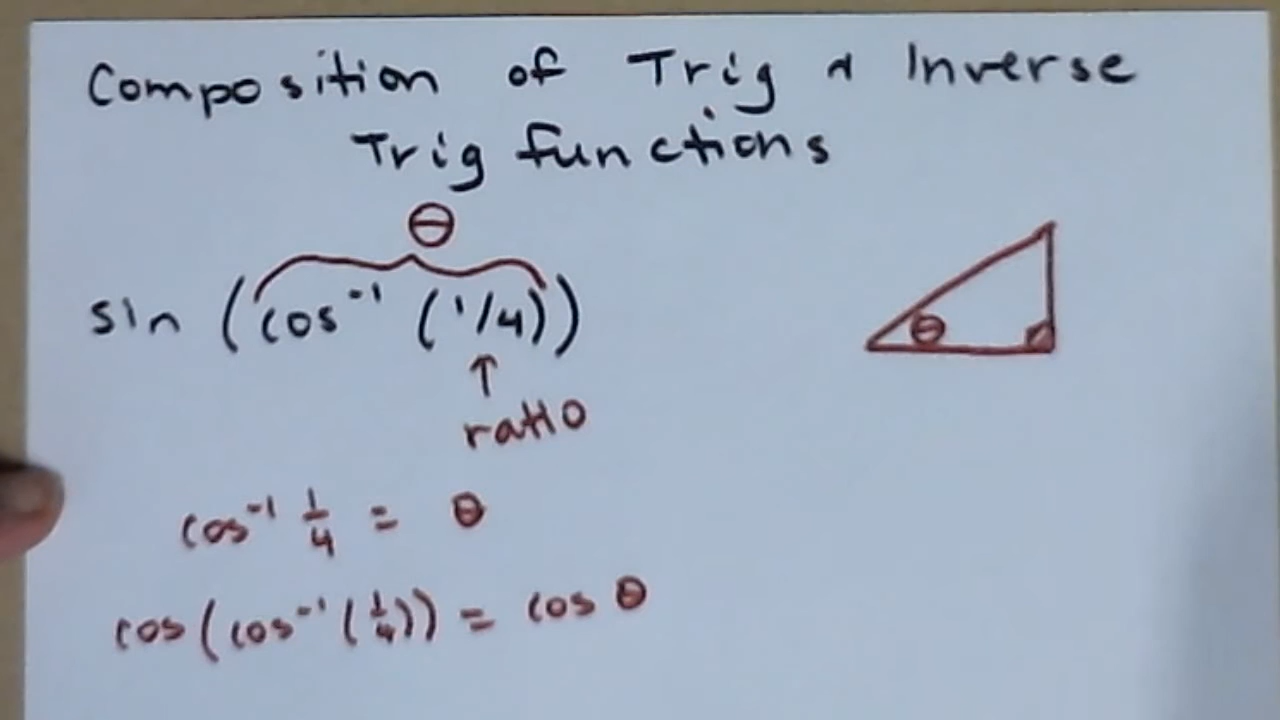 Composition of Trig & Inverse
Trig functions
θ
sin (cos⁻¹ (1/4))
↑
ratio
θ
cos⁻¹ 1/4 = θ
cos(cos⁻¹(1/4)) = cos θ